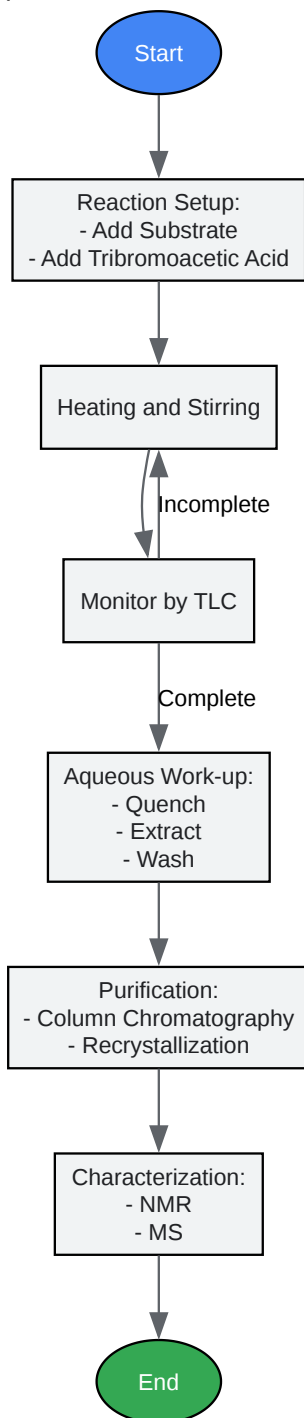 Start
Reaction Setup:
- Add Substrate
- Add Tribromoacetic Acid
Heating and Stirring
Incomplete
Monitor by TLC
Complete
Aqueous Work-up:
- Quench
- Extract
- Wash
Purification:
- Column Chromatography
- Recrystallization
Characterization:
- NMR
- MS
End